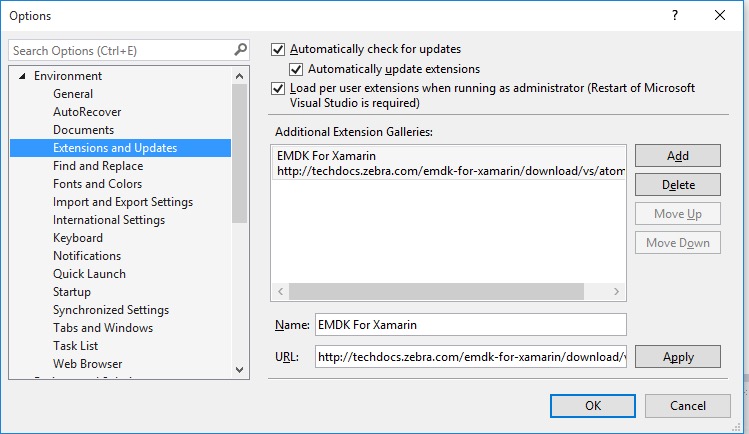 Options
Search Options (Ctrl+E)
Environment
General
AutoRecover
Documents
Extensions and Updates
Find and Replace
Fonts and Colors
Import and Export Settings
International Settings
Keyboard
Notifications
Quick Launch
Startup
Synchronized Settings
Tabs and Windows
Task List
Web Browser
Automatically check for updates
Automatically update extensions
Load per user extensions when running as administrator (Restart of Microsoft
Visual Studio is required)
Additional Extension Galleries:
EMDK For Xamarin
http://techdocs.zebra.com/emdk-for-xamarin/download/vs/atom
Add
Delete
Move Up
Move Down
Name: EMDK For Xamarin
URL: http://techdocs.zebra.com/emdk-for-xamarin/download/v
Apply
OK
Cancel